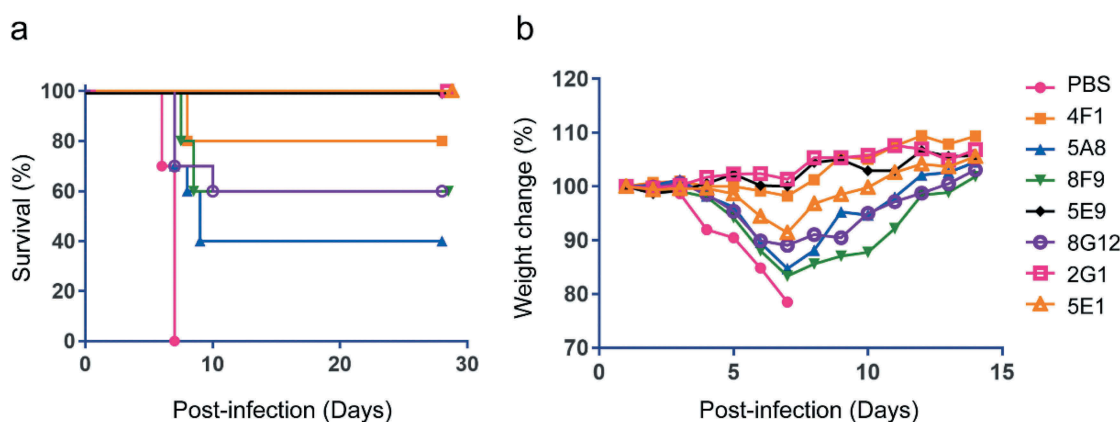 a
b
Survival (%)
100
80
60
40
20
0
0
10
20
30
Post-infection (Days)
Weight change (%)
120
110
100
90
80
70
0
5
10
15
Post-infection (Days)
PBS
4F1
5A8
8F9
5E9
8G12
2G1
5E1